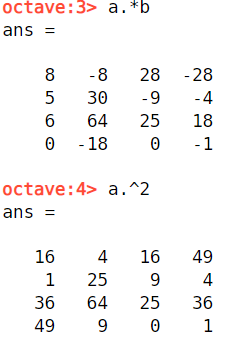 octave:3> a.*b
ans =
8 -8 28 -28
5 30 -9 -4
6 64 25 18
0 -18 0 -1
octave:4> a.^2
ans =
16 4 16 49
1 25 9 4
36 64 25 36
49 9 0 1